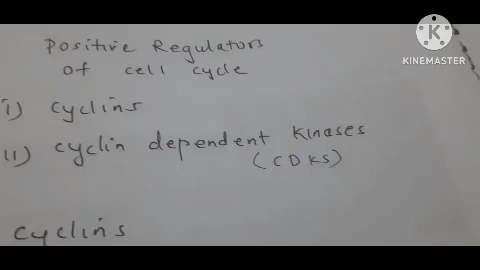 Positive Regulators
of cell cycle
i) cyclins
ii) cyclin dependent kinases
(CDKS)
cyclins
K
KINEMASTER